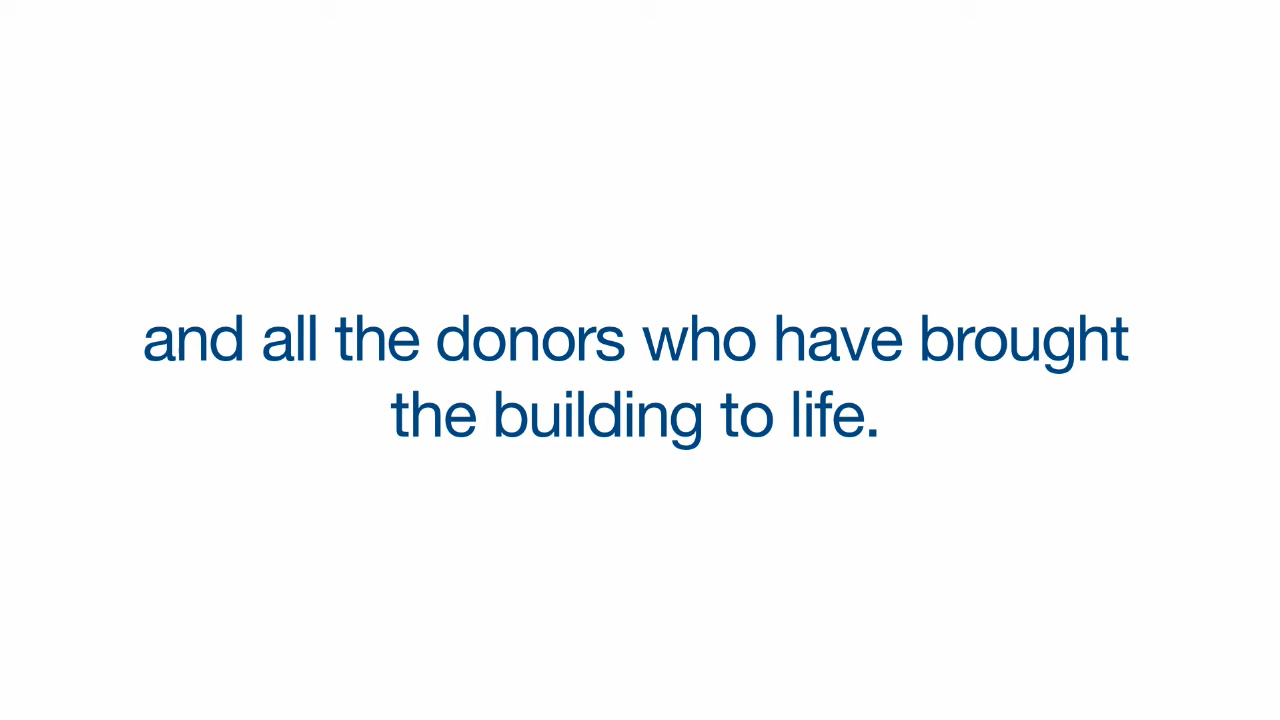 and all the donors who have brought
the building to life.